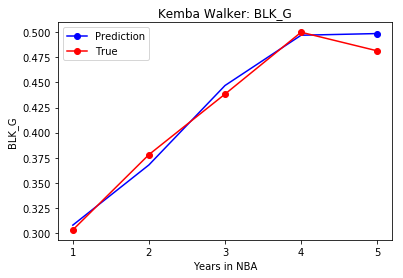 Kemba Walker: BLK_G
Prediction
True
0.500
0.475
0.450
0.425
0.400
0.375
0.350
0.325
0.300
BLK_G
1 2 3 4 5
Years in NBA